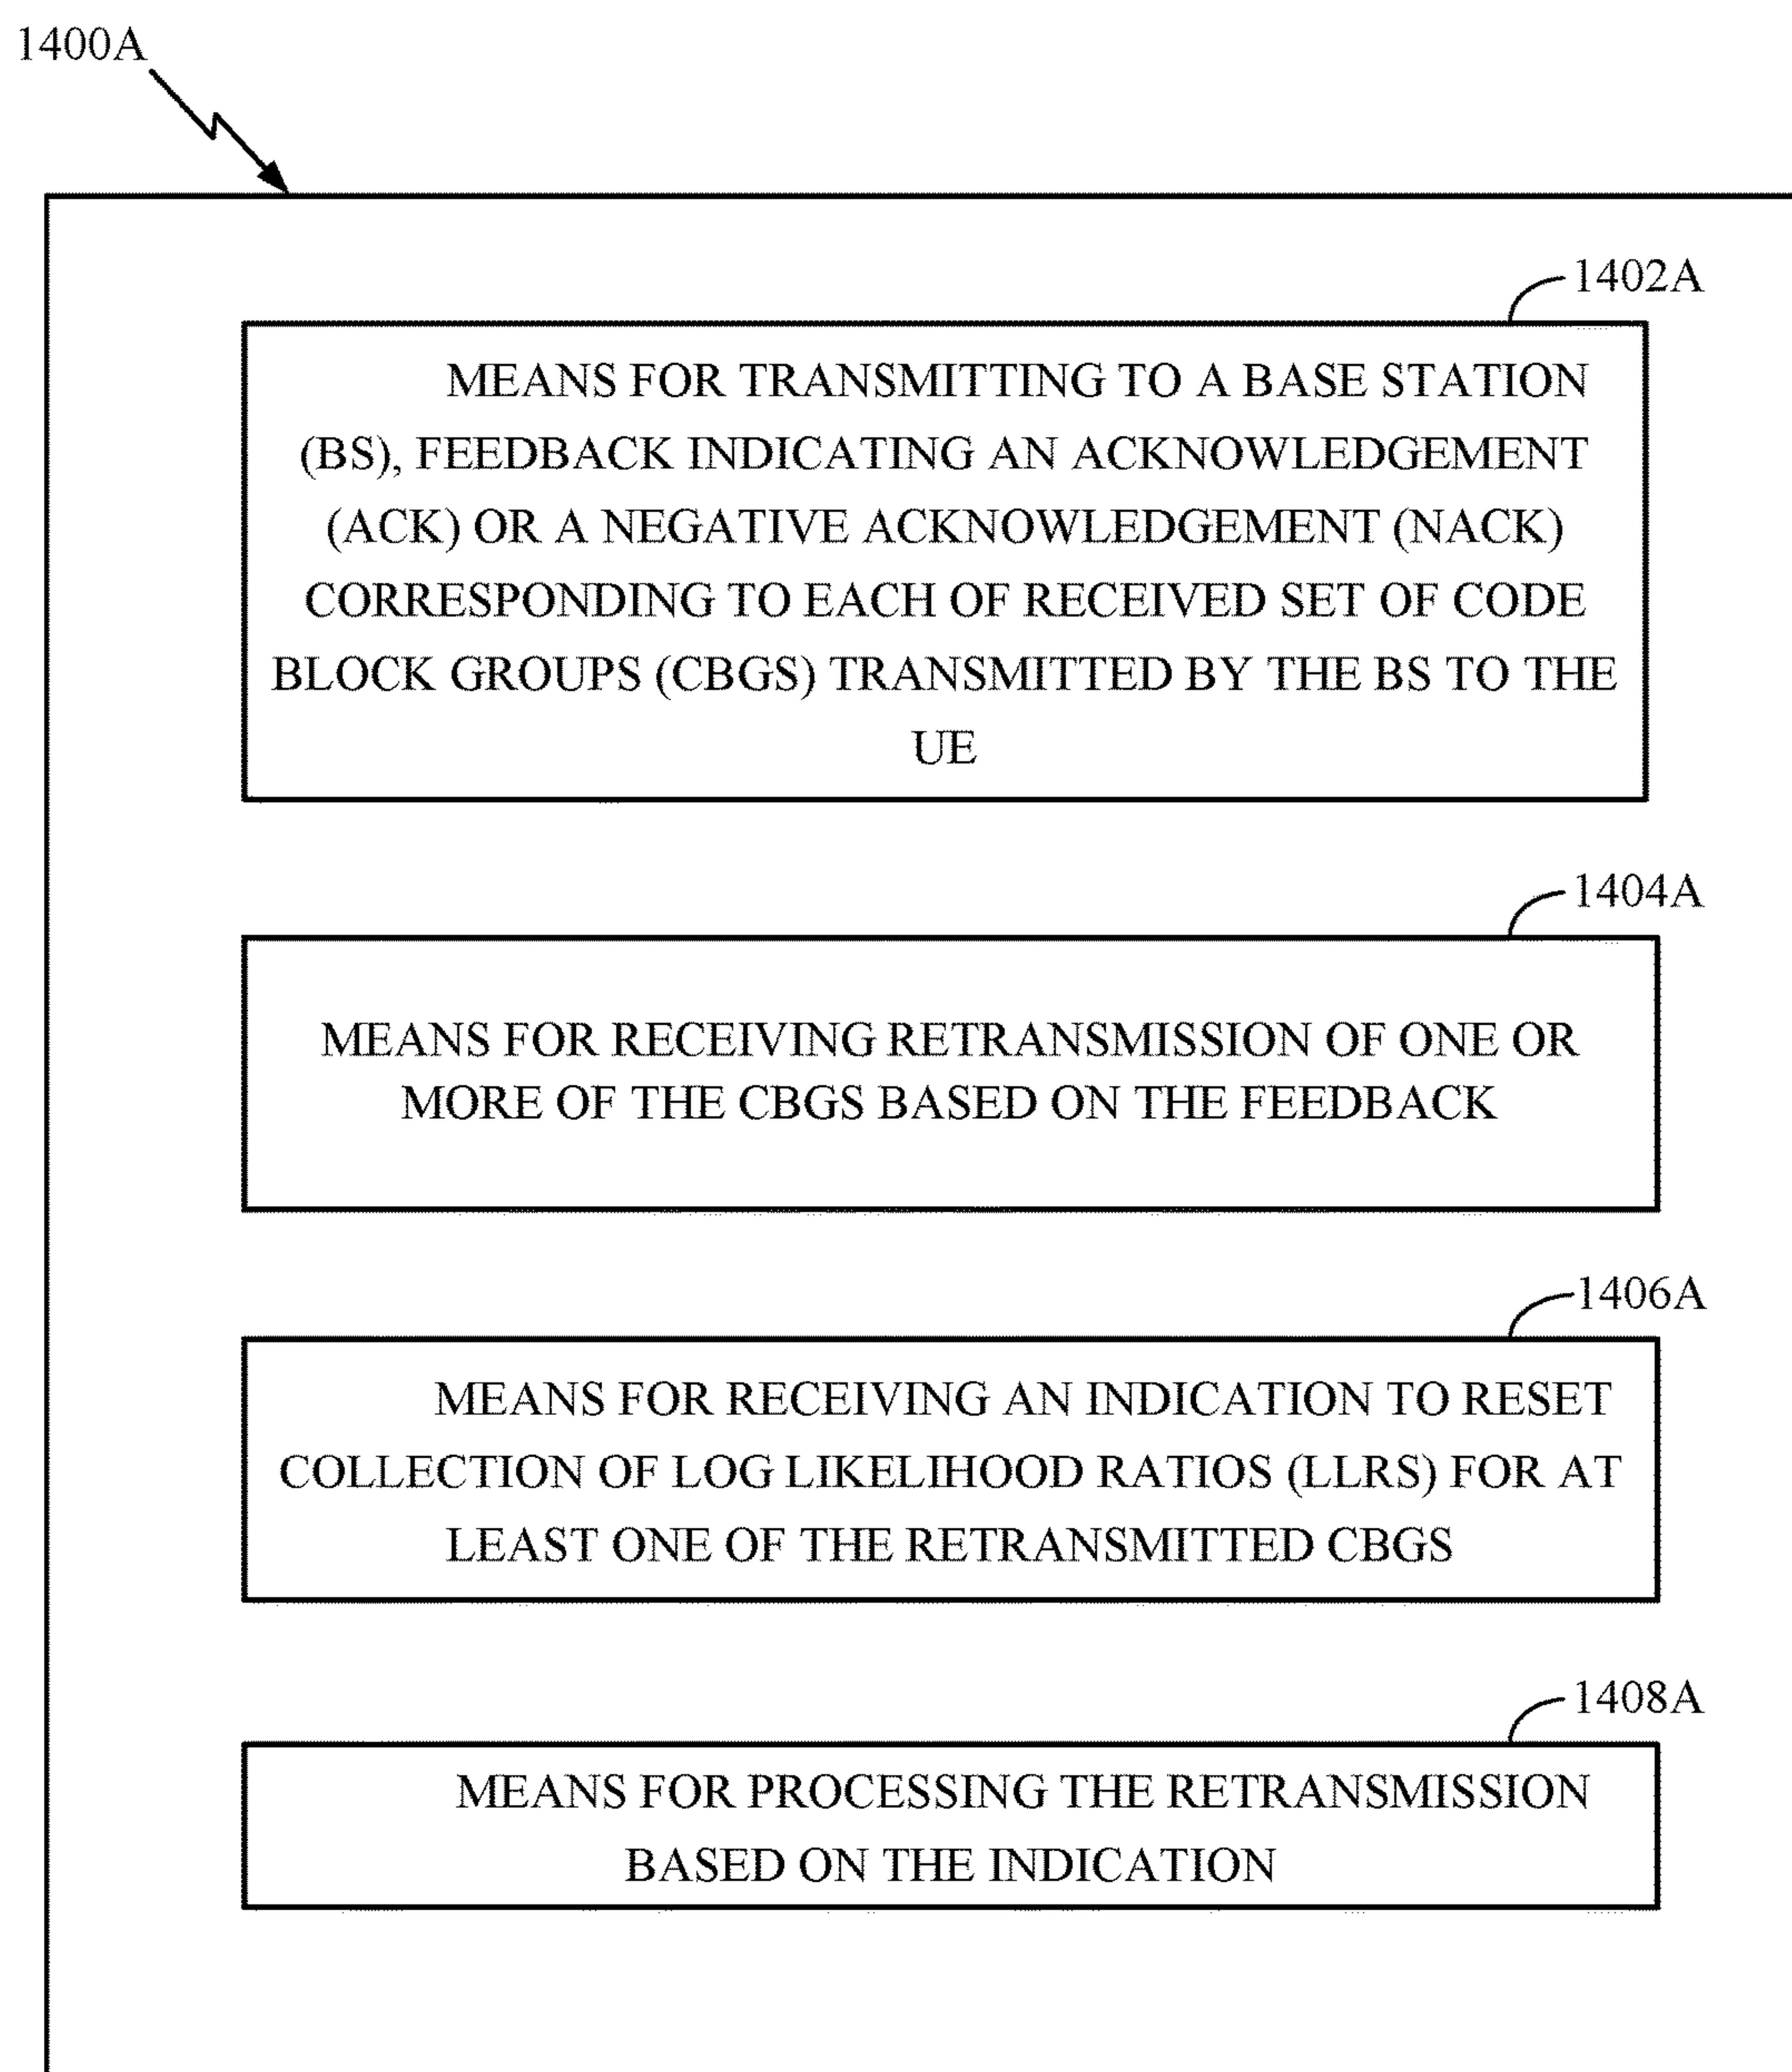 1400A
1402A
MEANS FOR TRANSMITTING TO A BASE STATION
(BS), FEEDBACK INDICATING AN ACKNOWLEDGEMENT
(ACK) OR A NEGATIVE ACKNOWLEDGEMENT (NACK)
CORRESPONDING TO EACH OF RECEIVED SET OF CODE
BLOCK GROUPS (CBGS) TRANSMITTED BY THE BS TO THE
UE
1404A
MEANS FOR RECEIVING RETRANSMISSION OF ONE OR
MORE OF THE CBGS BASED ON THE FEEDBACK
1406A
MEANS FOR RECEIVING AN INDICATION TO RESET
COLLECTION OF LOG LIKELIHOOD RATIOS (LLRS) FOR AT
LEAST ONE OF THE RETRANSMITTED CBGS
1408A
MEANS FOR PROCESSING THE RETRANSMISSION
BASED ON THE INDICATION